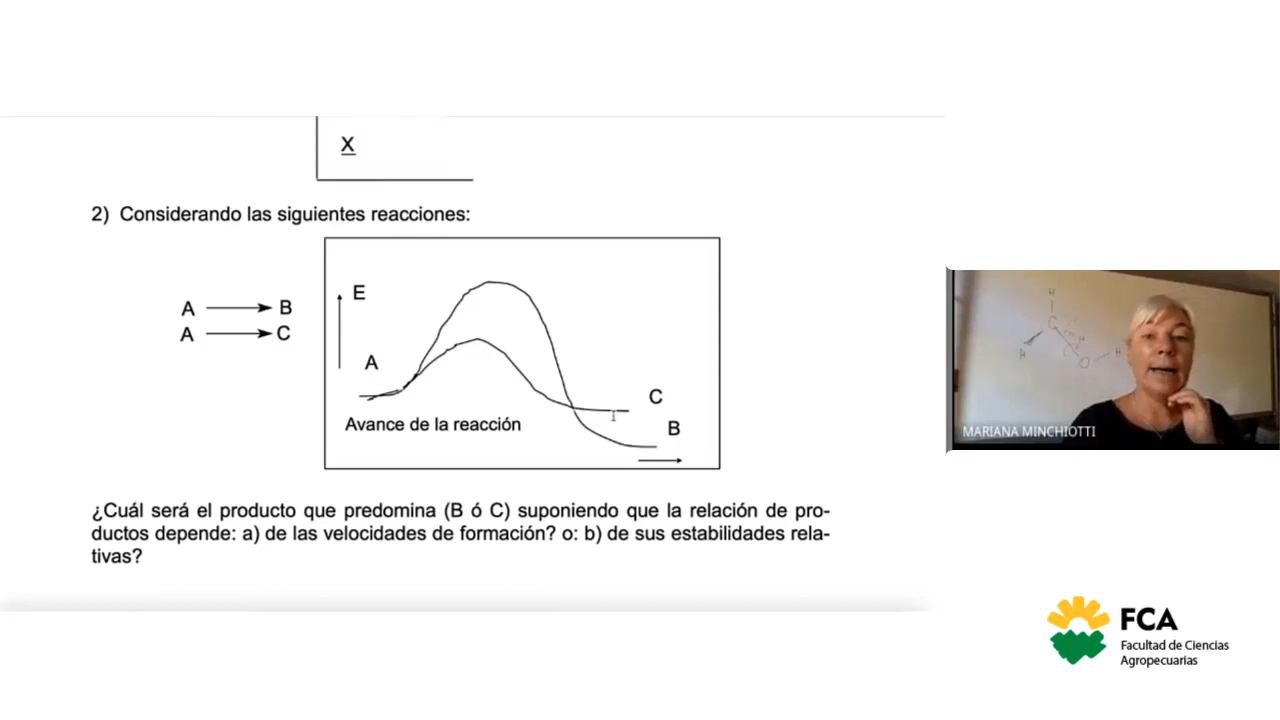 X
2) Considerando las siguientes reacciones:
A → B
A → C
E
A
C
B
Avance de la reacción
¿Cuál será el producto que predomina (B ó C) suponiendo que la relación de pro-
ductos depende: a) de las velocidades de formación? o: b) de sus estabilidades rela-
tivas?
H
C
H
O
H
MARIANA MINCHIOTTI
FCA
Facultad de Ciencias
Agropecuarias